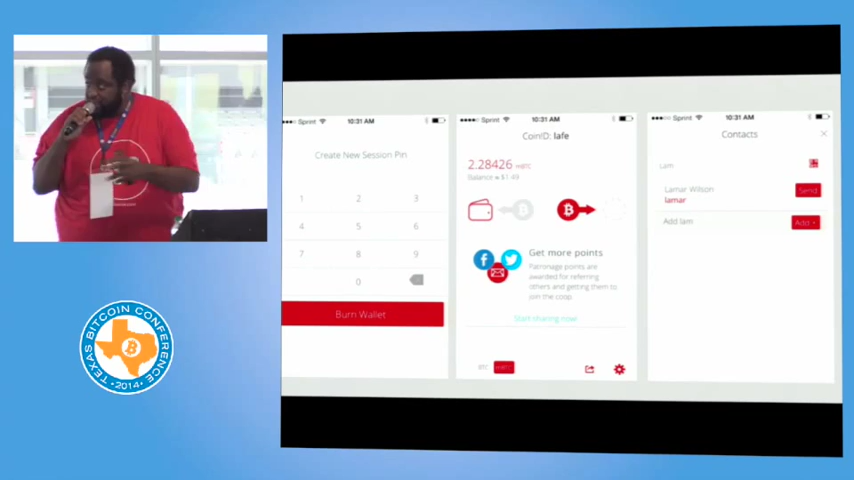 ●●●○○ Sprint
10:31 AM
Create New Session Pin
1 2 3
4 5 6
7 8 9
0
Burn Wallet
Sprint
10:31 AM
CoinID: lafe
2.28426
Balance ≈ $1.49
Get more points
Patronage points are
awarded for referring
others and getting them to
join the coop
Start sharing now
Sprint
10:31 AM
Contacts
lam
Lamar Wilson
lamar
Send
Add lam
Add +
TEXAS BITCOIN CONFERENCE
• 2014 •